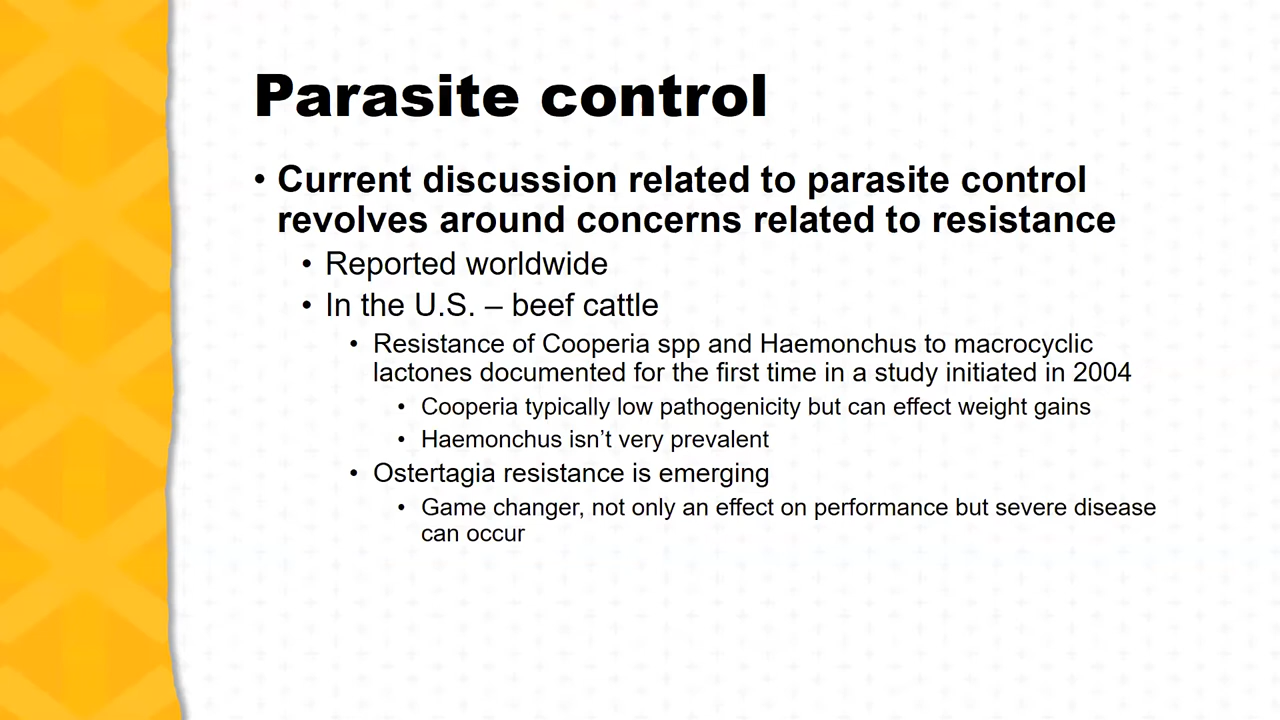 Parasite control
• Current discussion related to parasite control
revolves around concerns related to resistance
• Reported worldwide
• In the U.S. – beef cattle
• Resistance of Cooperia spp and Haemonchus to macrocyclic
lactones documented for the first time in a study initiated in 2004
• Cooperia typically low pathogenicity but can effect weight gains
• Haemonchus isn’t very prevalent
• Ostertagia resistance is emerging
• Game changer, not only an effect on performance but severe disease
can occur